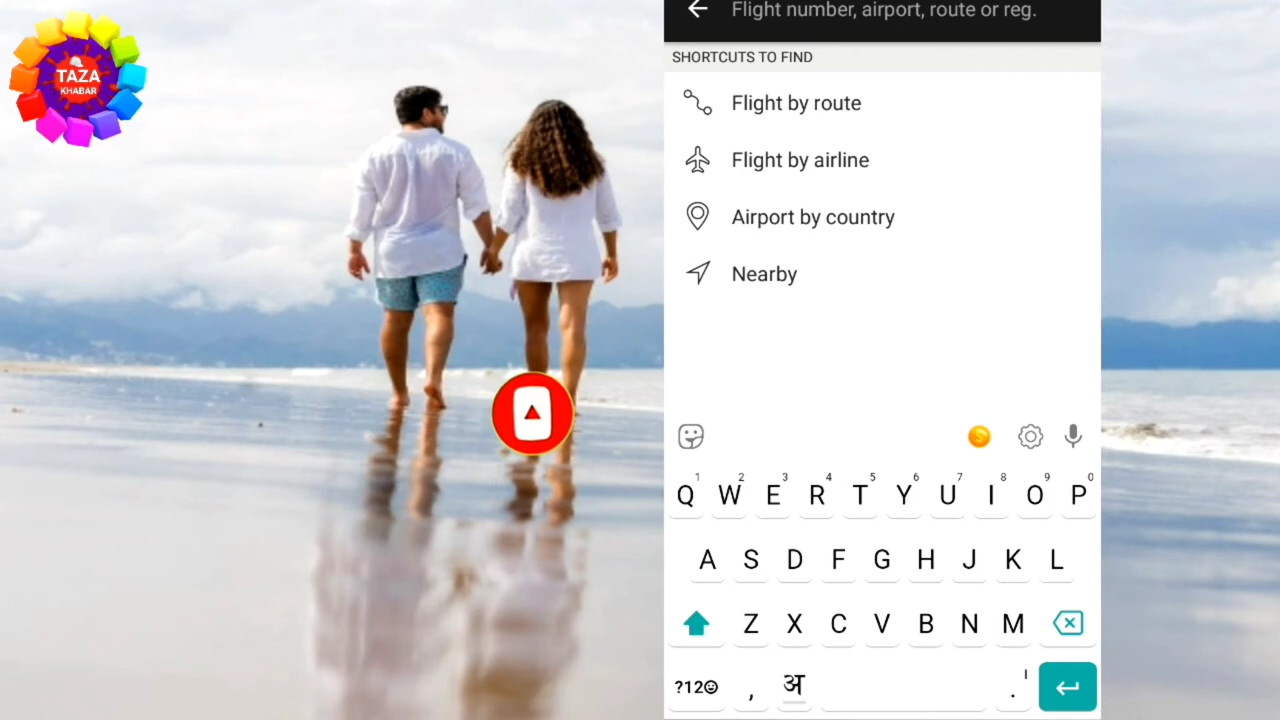 TAZA
KHABAR
Flight number, airport, route or reg.
SHORTCUTS TO FIND
Flight by route
Flight by airline
Airport by country
Nearby
1 2 3 4 5 6 7 8 9 0
Q W E R T Y U I O P
A S D F G H J K L
Z X C V B N M
?12☺ , अ . '